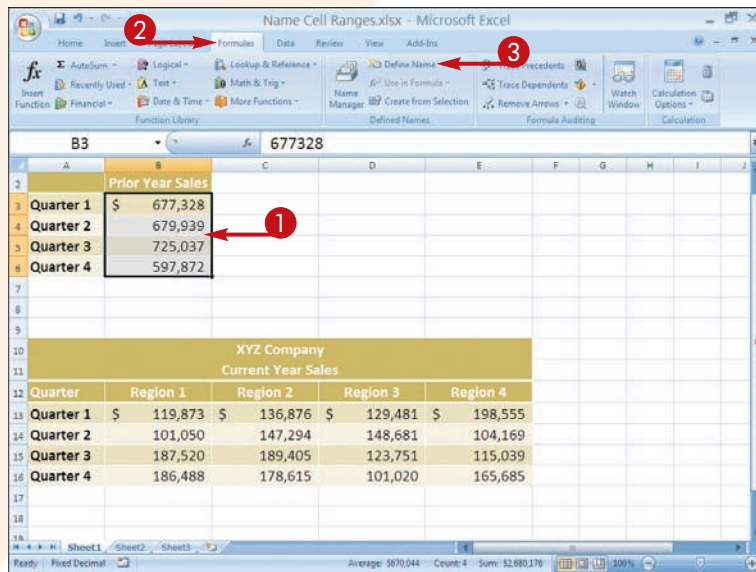 Name Cell Ranges.xlsx - Microsoft Excel
2
Home Insert Page Layout Formulas Data Review View Add-Ins
3
fx Insert Function
Σ AutoSum Logical Lookup & Reference
Recently Used Text Math & Trig
Financial Date & Time More Functions
Function Library
Name Manager
Define Name
Use in Formula
Create from Selection
Defined Names
Trace Precedents
Trace Dependents
Remove Arrows
Formula Auditing
Watch Window
Calculation Options
Calculation
B3 fx 677328
A B C D E F G H I J
2 Prior Year Sales
3 Quarter 1 $ 677,328
1
4 Quarter 2 679,939
5 Quarter 3 725,037
6 Quarter 4 597,872
7
8
9
10 XYZ Company
11 Current Year Sales
12 Quarter Region 1 Region 2 Region 3 Region 4
13 Quarter 1 $ 119,873 $ 136,876 $ 129,481 $ 198,555
14 Quarter 2 101,050 147,294 148,681 104,169
15 Quarter 3 187,520 189,405 123,751 115,039
16 Quarter 4 186,488 178,615 101,020 165,685
17
18
19
Sheet1 Sheet2 Sheet3
Ready Fixed Decimal Average: $670,044 Count: 4 Sum: $2,680,176 100%